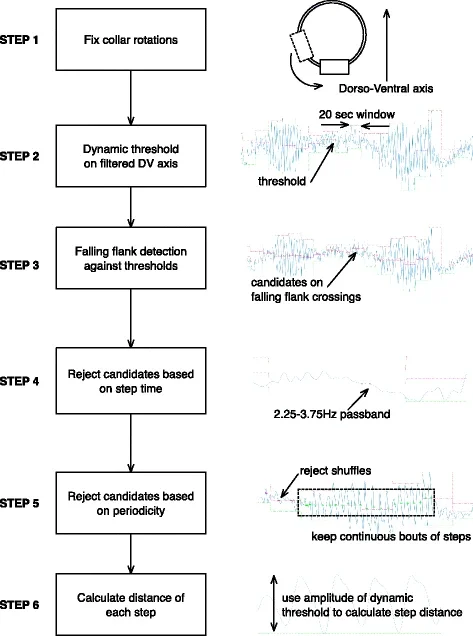 STEP 1
Fix collar rotations
Dorso-Ventral axis
20 sec window
STEP 2
Dynamic threshold
on filtered DV axis
threshold
STEP 3
Falling flank detection
against thresholds
candidates on
falling flank crossings
STEP 4
Reject candidates based
on step time
2.25-3.75Hz passband
STEP 5
Reject candidates based
on periodicity
reject shuffles
keep continuous bouts of steps
STEP 6
Calculate distance of
each step
use amplitude of dynamic
threshold to calculate step distance